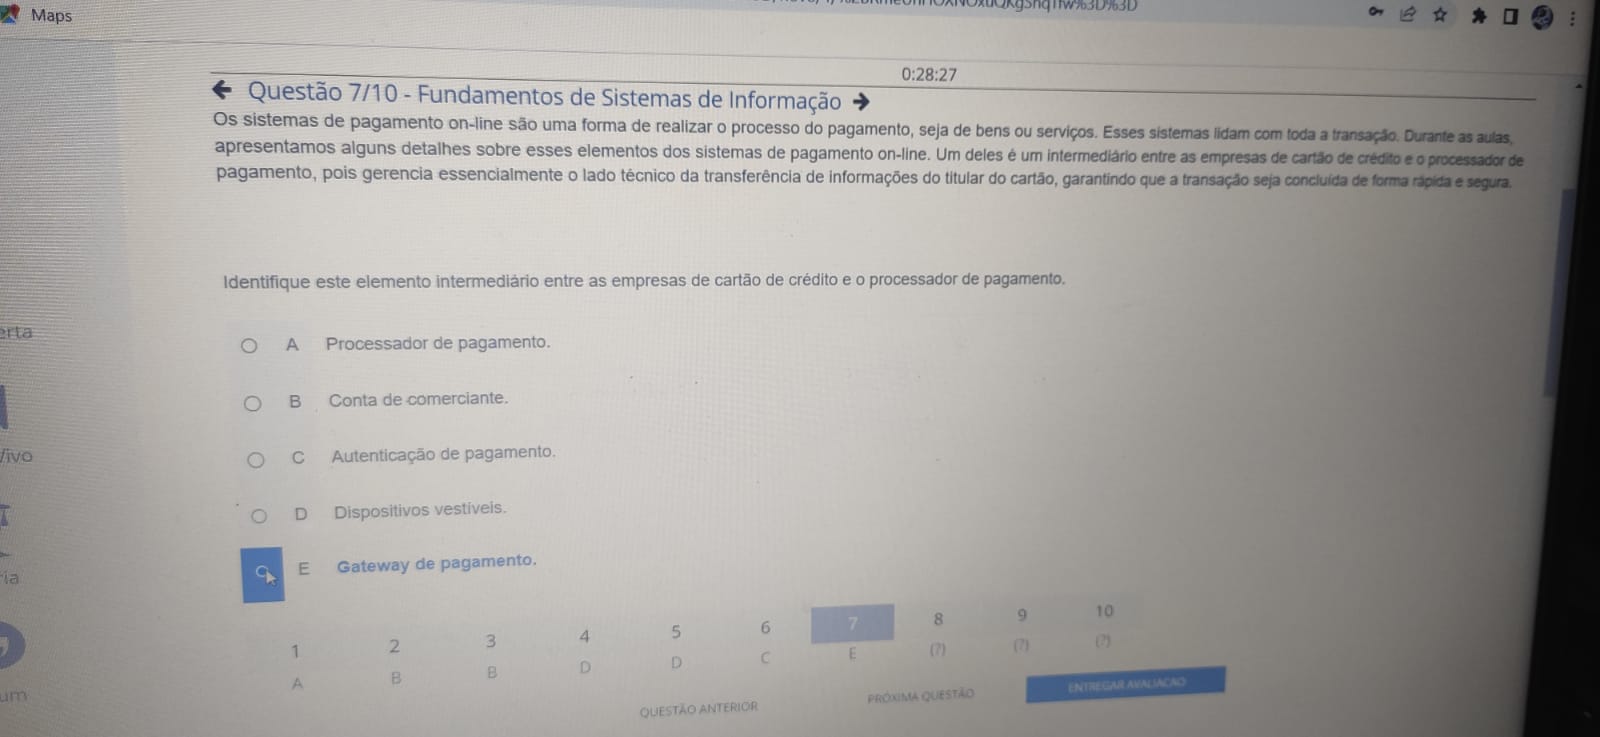 Maps
0:28:27
Questão 7/10 - Fundamentos de Sistemas de Informação
Os sistemas de pagamento on-line são uma forma de realizar o processo do pagamento, seja de bens ou serviços. Esses sistemas lidam com toda a transação. Durante as aulas,
apresentamos alguns detalhes sobre esses elementos dos sistemas de pagamento on-line. Um deles é um intermediário entre as empresas de cartão de crédito e o processador de
pagamento, pois gerencia essencialmente o lado técnico da transferência de informações do titular do cartão, garantindo que a transação seja concluída de forma rápida e segura.
Identifique este elemento intermediário entre as empresas de cartão de crédito e o processador de pagamento.
A Processador de pagamento.
B Conta de comerciante.
C Autenticação de pagamento.
D Dispositivos vestíveis.
E Gateway de pagamento.
1 2 3 4 5 6 7 8 9 10
A B B D D C E (?) (?) (?)
QUESTÃO ANTERIOR
PRÓXIMA QUESTÃO
ENTREGAR AVALIACAO